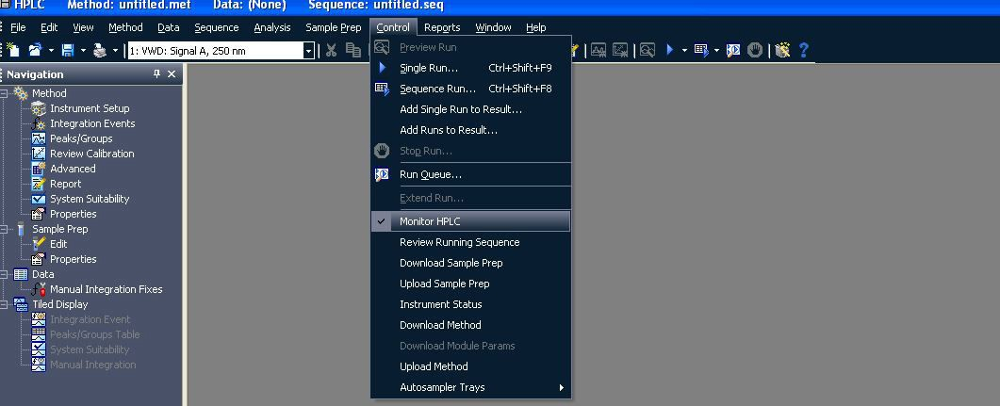 HPLC Method: untitled.met Data: (None) Sequence: untitled.seq
File Edit View Method Data Sequence Analysis Sample Prep Control Reports Window Help
1: VWD: Signal A, 250 nm
Navigation
Method
Instrument Setup
Integration Events
Peaks/Groups
Review Calibration
Advanced
Report
System Suitability
Properties
Sample Prep
Edit
Properties
Data
Manual Integration Fixes
Tiled Display
Integration Event
Peaks/Groups Table
System Suitability
Manual Integration
Preview Run
Single Run... Ctrl+Shift+F9
Sequence Run... Ctrl+Shift+F8
Add Single Run to Result...
Add Runs to Result...
Stop Run...
Run Queue...
Extend Run...
Monitor HPLC
Review Running Sequence
Download Sample Prep
Upload Sample Prep
Instrument Status
Download Method
Download Module Params
Upload Method
Autosampler Trays